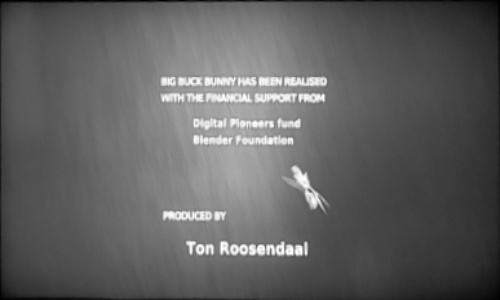 BIG BUCK BUNNY HAS BEEN REALISED
WITH THE FINANCIAL SUPPORT FROM
Digital Pioneers fund
Blender Foundation
PRODUCED BY
Ton Roosendaal